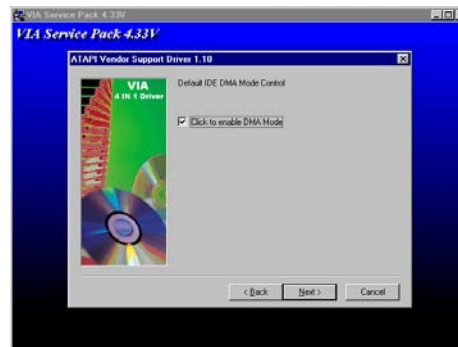 VIA Service Pack 4.33V
VIA Service Pack 4.33V
ATAPI Vendor Support Driver 1.10
VIA
4 IN 1 Driver
Default IDE DMA Mode Control
Click to enable DMA Mode
< Back
Next >
Cancel